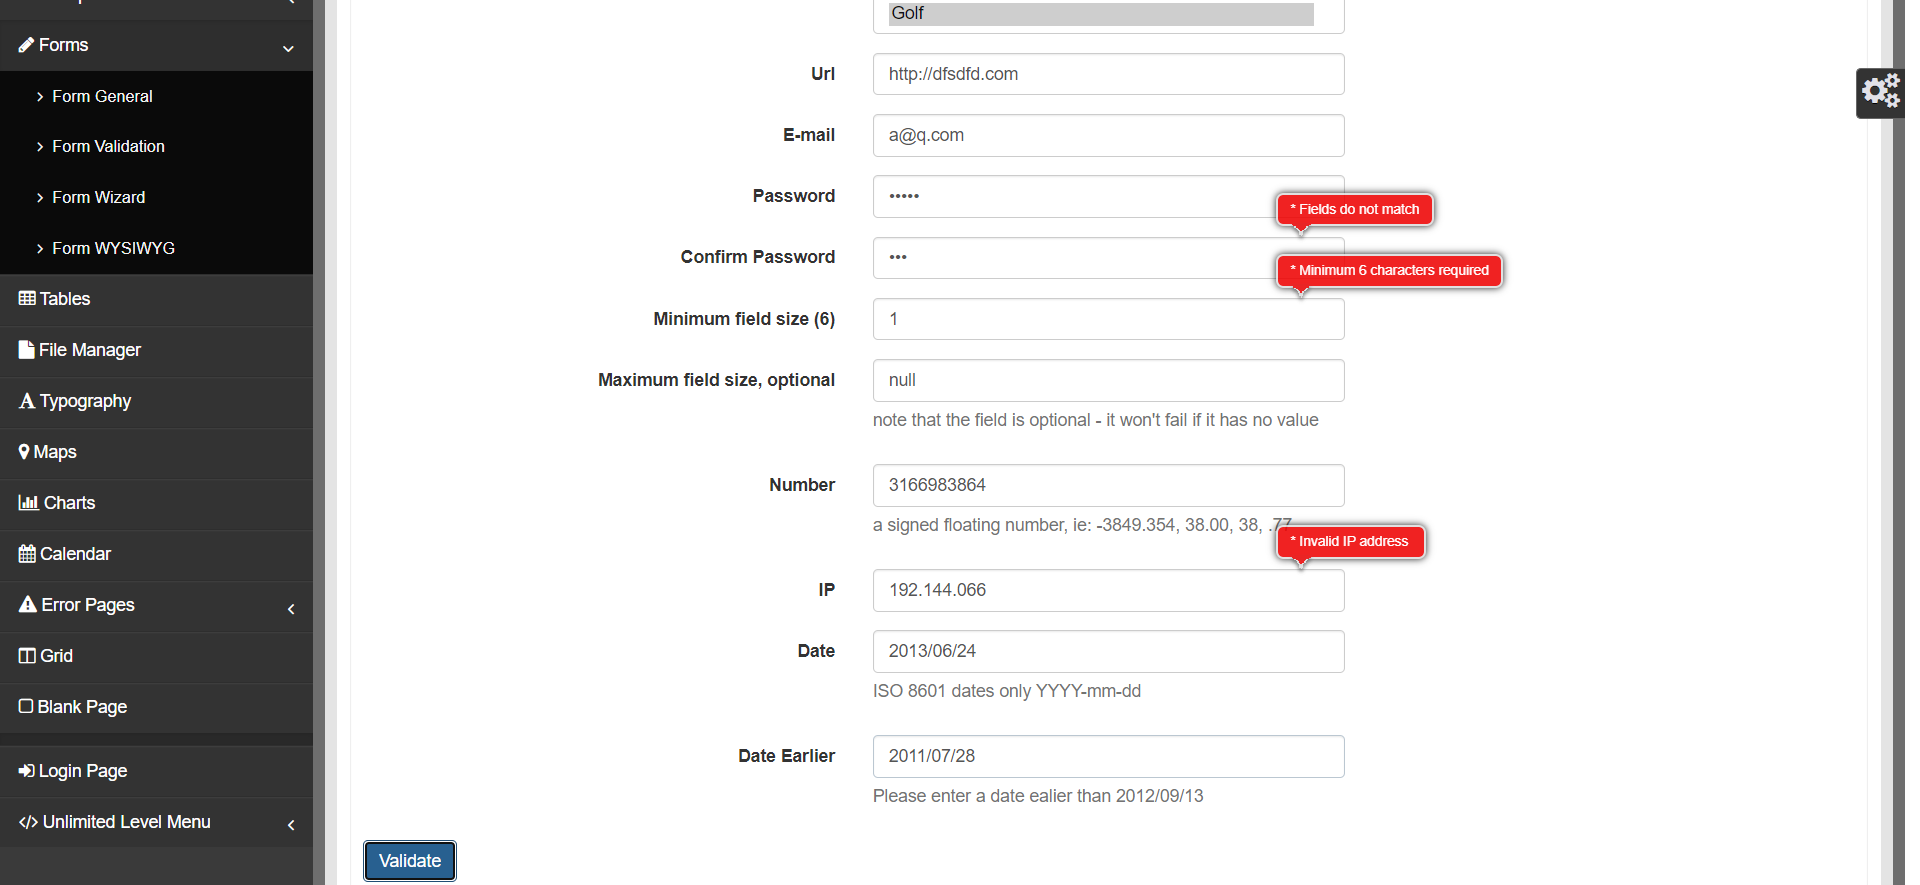 Forms
Form General
Form Validation
Form Wizard
Form WYSIWYG
Tables
File Manager
Typography
Maps
Charts
Calendar
Error Pages
Grid
Blank Page
Login Page
Unlimited Level Menu
Golf
Url
http://dfsdfd.com
E-mail
a@q.com
Password
•••••
* Fields do not match
Confirm Password
•••
* Minimum 6 characters required
Minimum field size (6)
1
Maximum field size, optional
null
note that the field is optional - it won't fail if it has no value
Number
3166983864
a signed floating number, ie: -3849.354, 38.00, 38, .77
* Invalid IP address
IP
192.144.066
Date
2013/06/24
ISO 8601 dates only YYYY-mm-dd
Date Earlier
2011/07/28
Please enter a date ealier than 2012/09/13
Validate